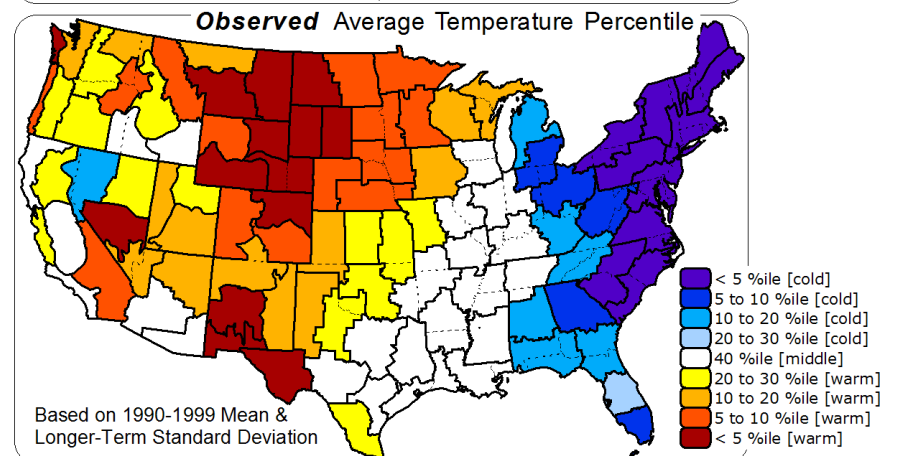 Observed Average Temperature Percentile
< 5 %ile [cold]
5 to 10 %ile [cold]
10 to 20 %ile [cold]
20 to 30 %ile [cold]
40 %ile [middle]
20 to 30 %ile [warm]
10 to 20 %ile [warm]
5 to 10 %ile [warm]
< 5 %ile [warm]
Based on 1990-1999 Mean &
Longer-Term Standard Deviation